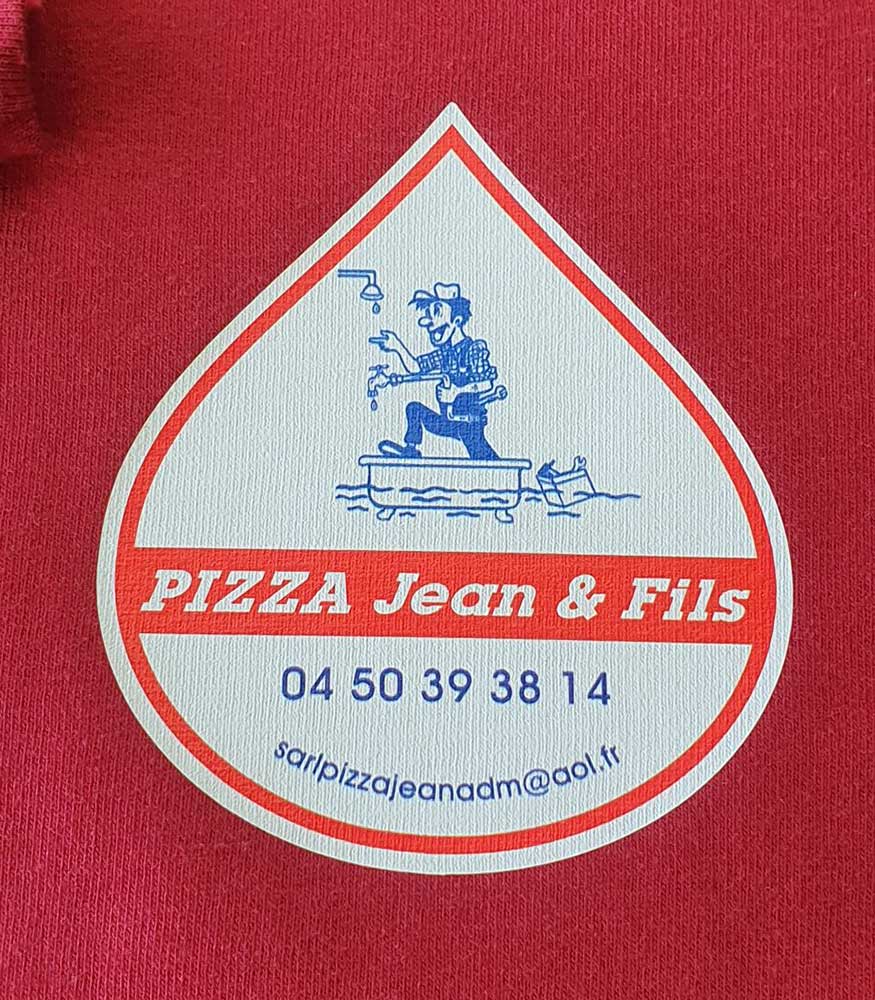 PIZZA Jean & Fils
04 50 39 38 14
sarlpizzajeanadm@aol.fr